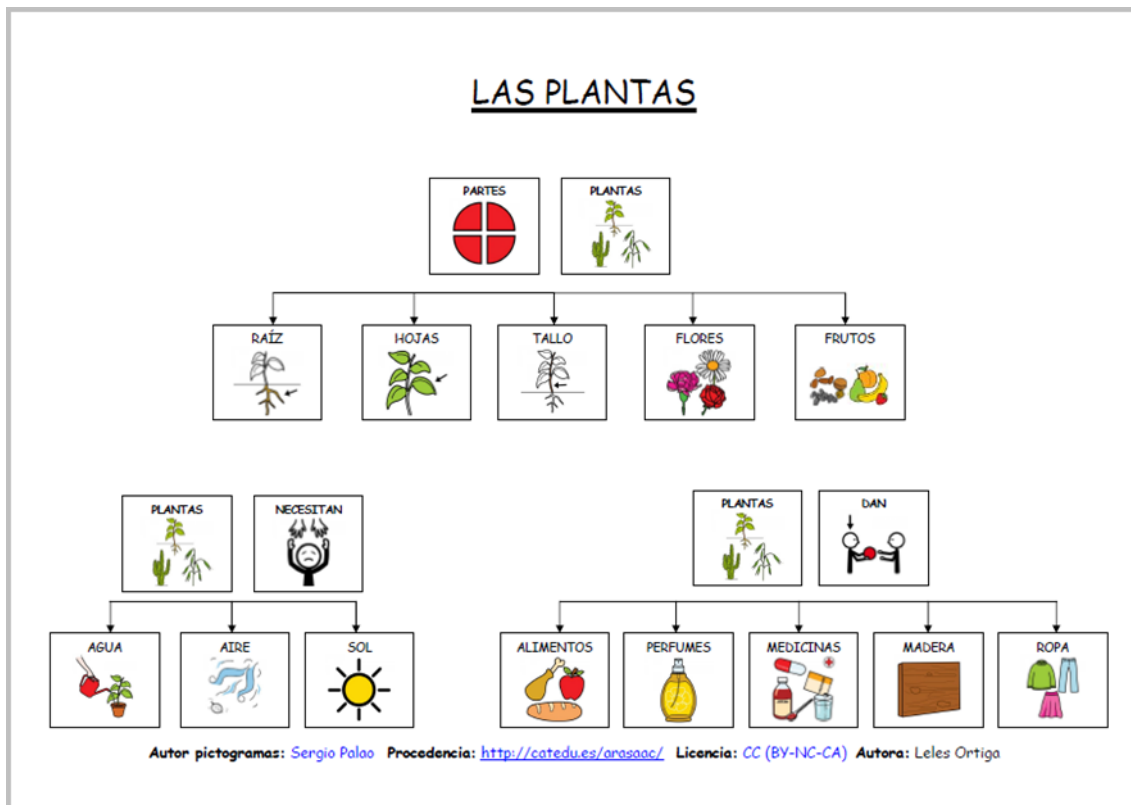 LAS PLANTAS
PARTES
PLANTAS
RAÍZ
HOJAS
TALLO
FLORES
FRUTOS
PLANTAS
NECESITAN
AGUA
AIRE
SOL
PLANTAS
DAN
ALIMENTOS
PERFUMES
MEDICINAS
MADERA
ROPA
Autor pictogramas: Sergio Palao Procedencia: http://catedu.es/arasaac/ Licencia: CC (BY-NC-CA) Autora: Leles Ortiga